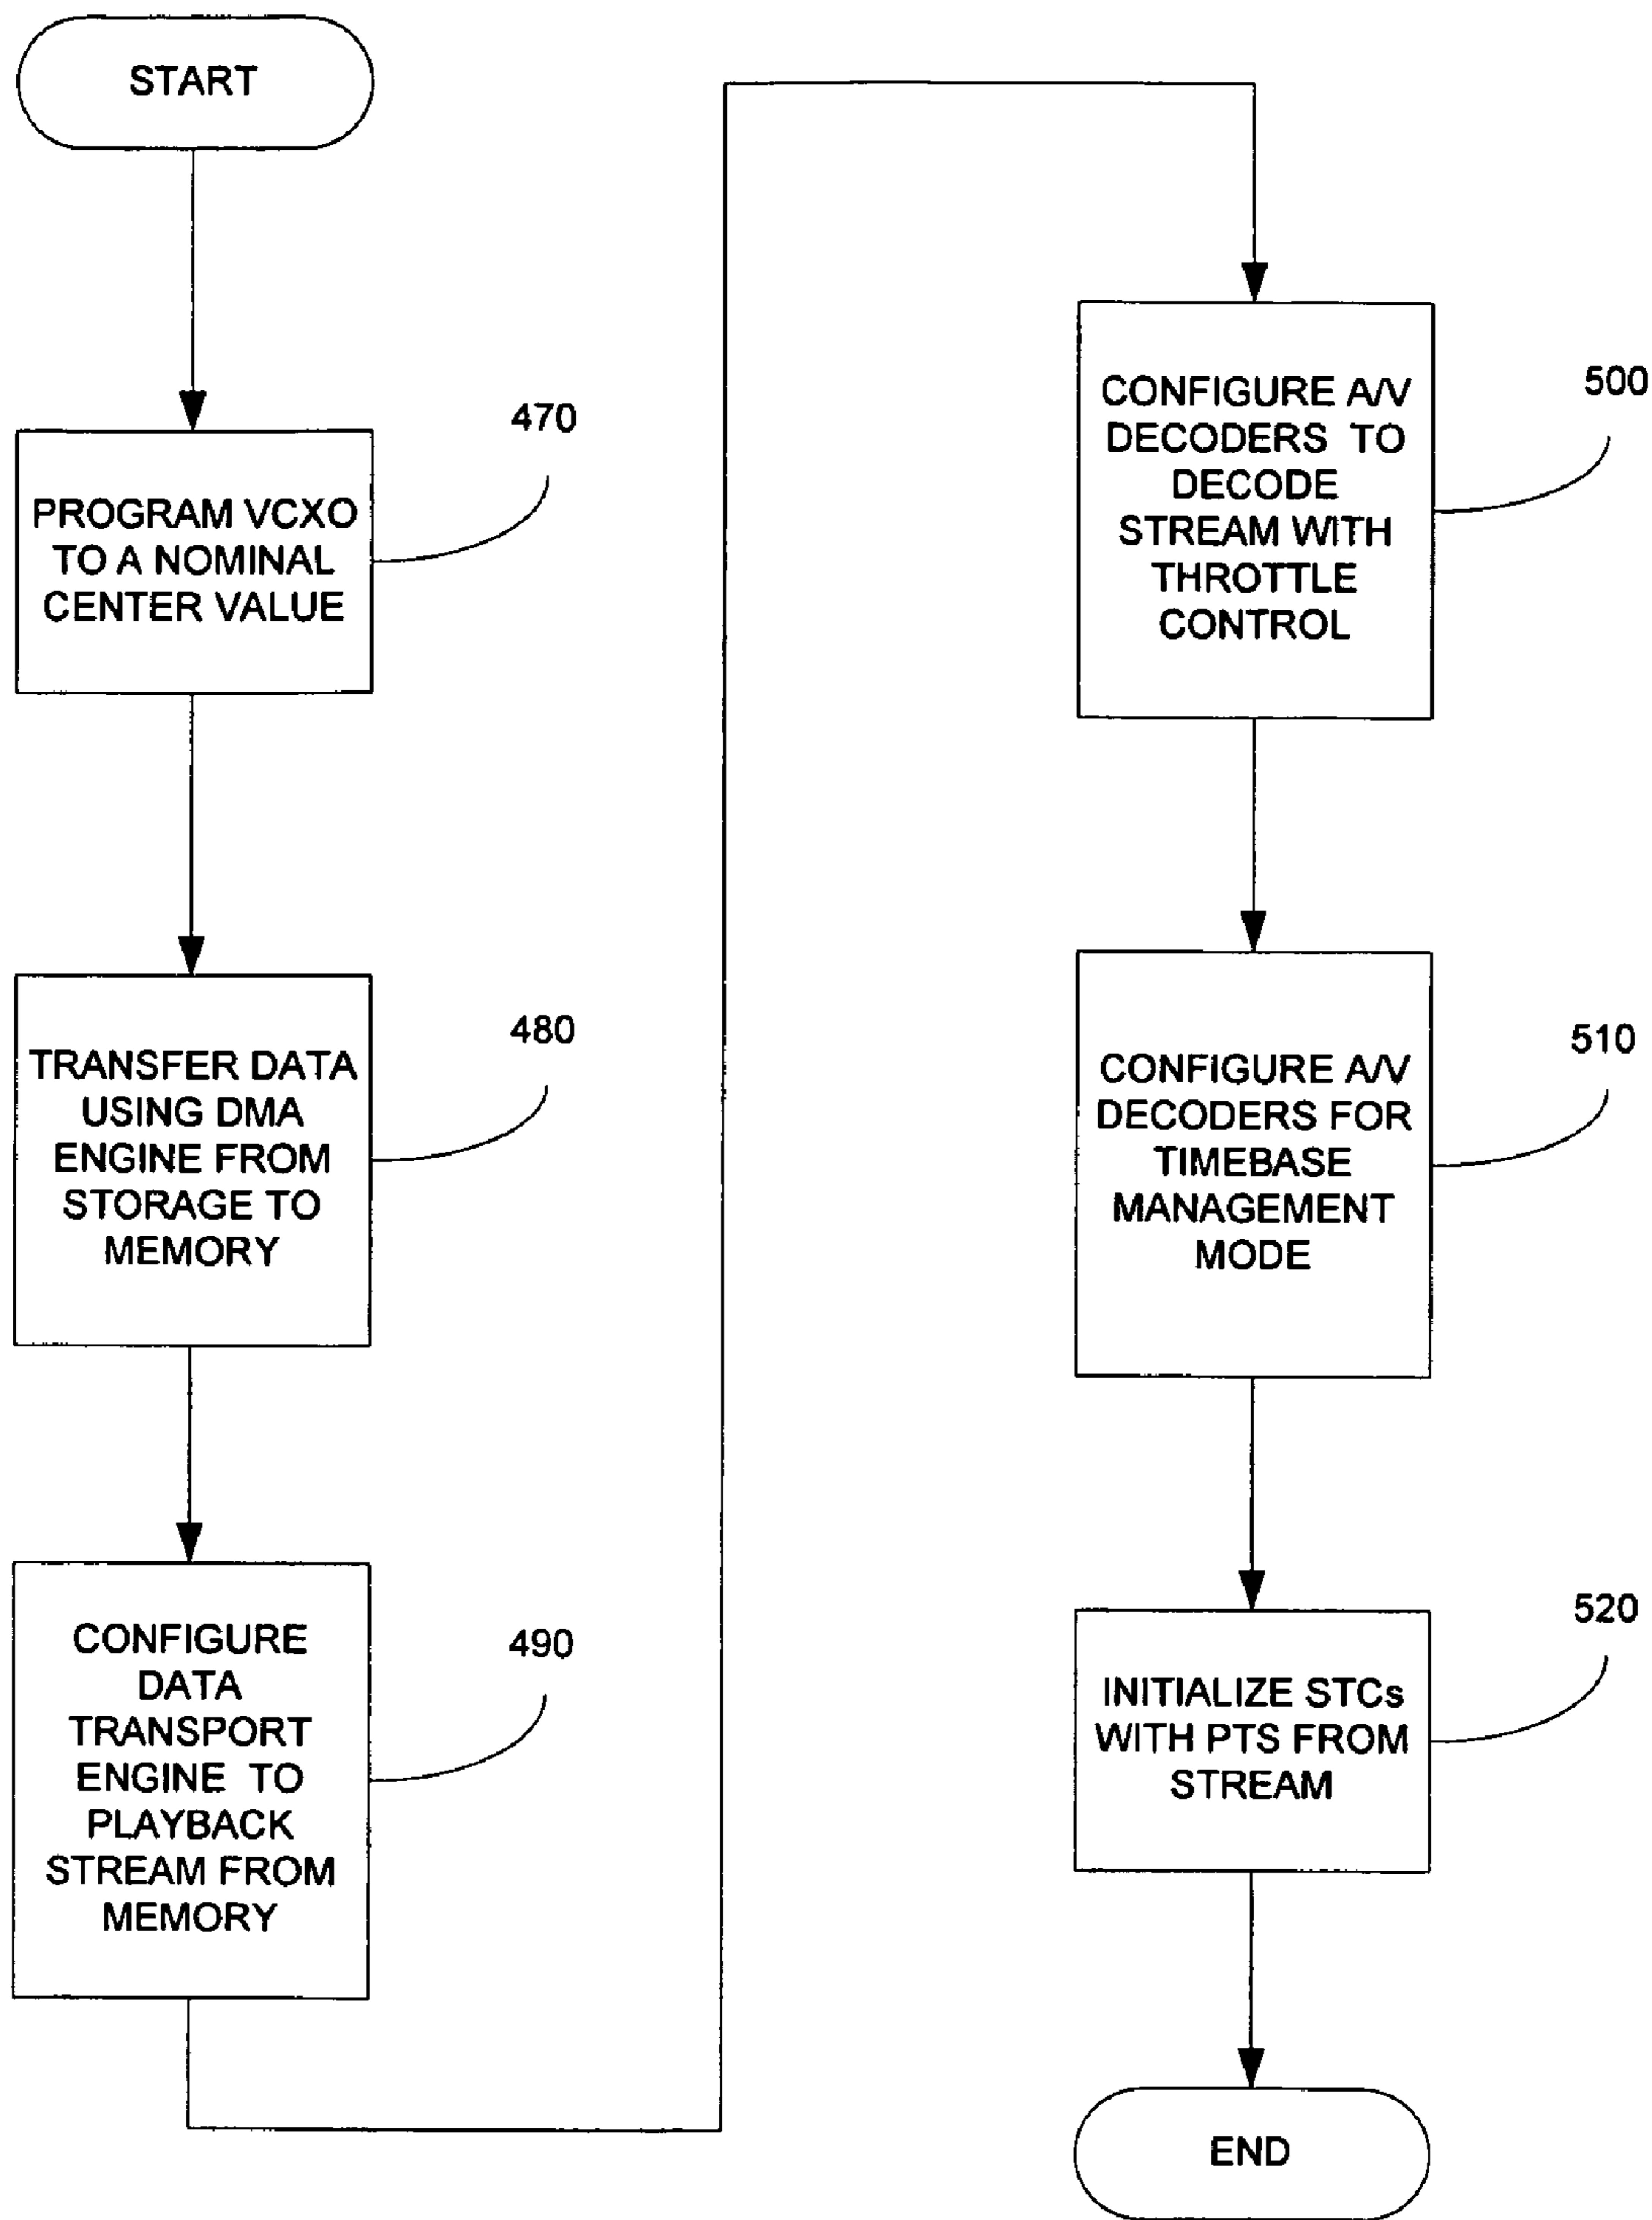 START
470
PROGRAM VCXO
TO A NOMINAL
CENTER VALUE
480
TRANSFER DATA
USING DMA
ENGINE FROM
STORAGE TO
MEMORY
490
CONFIGURE
DATA
TRANSPORT
ENGINE TO
PLAYBACK
STREAM FROM
MEMORY
500
CONFIGURE A/V
DECODERS TO
DECODE
STREAM WITH
THROTTLE
CONTROL
510
CONFIGURE A/V
DECODERS FOR
TIMEBASE
MANAGEMENT
MODE
520
INITIALIZE STCs
WITH PTS FROM
STREAM
END